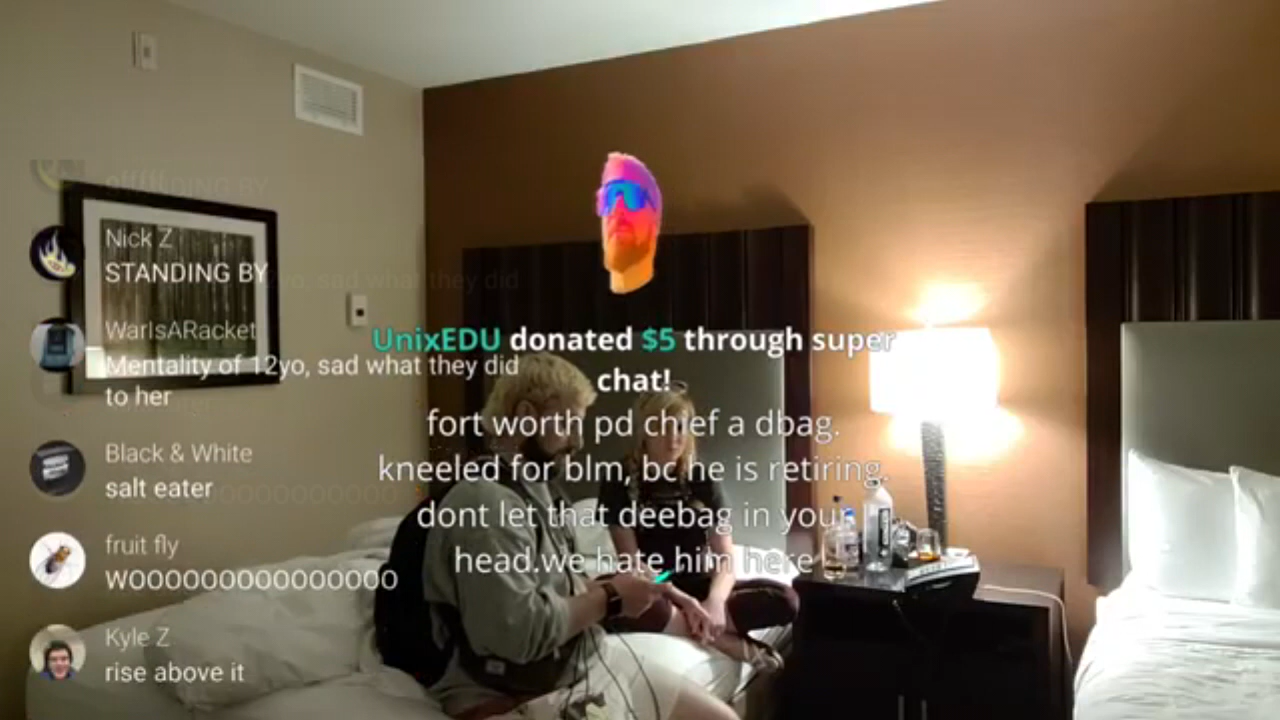 Nick Z
STANDING BY
WarIsARacket
Mentality of 12yo, sad what they did
to her
Black & White
salt eater
fruit fly
WOOOOOOOOOOOOOOO
Kyle Z
rise above it
UnixEDU donated $5 through super
chat!
fort worth pd chief a dbag.
kneeled for blm, bc he is retiring.
dont let that deebag in your
head.we hate him here